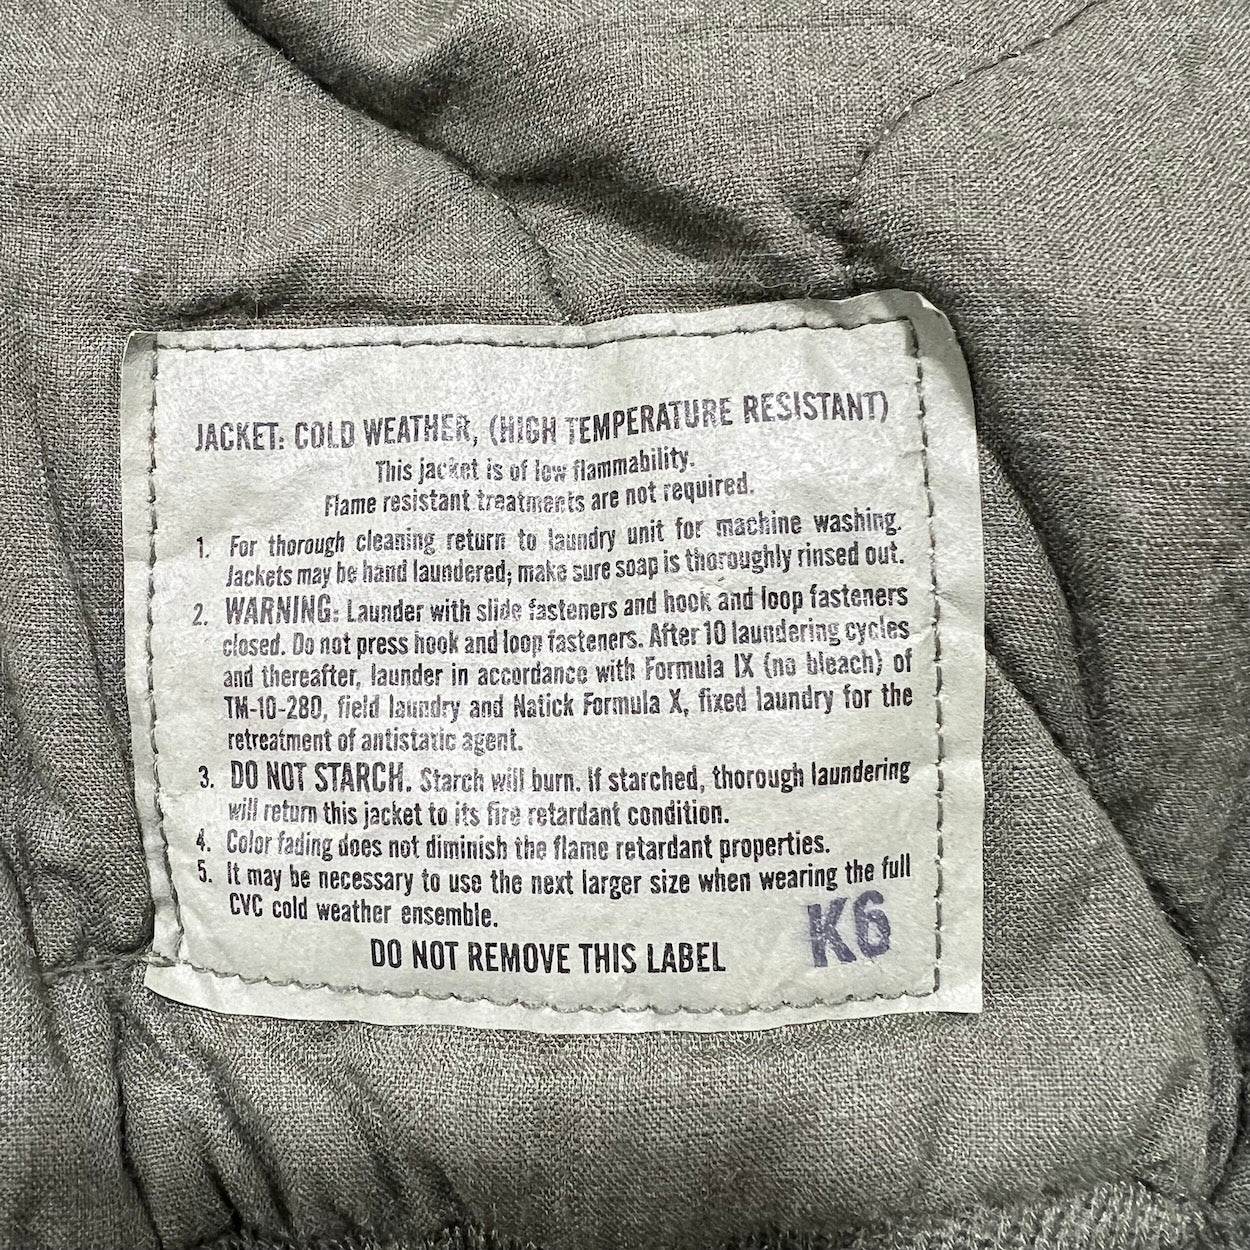 JACKET: COLD WEATHER, (HIGH TEMPERATURE RESISTANT)
This jacket is of low flammability.
Flame resistant treatments are not required.
1. For thorough cleaning return to laundry unit for machine washing.
Jackets may be hand laundered; make sure soap is thoroughly rinsed out.
2. WARNING: Launder with slide fasteners and hook and loop fasteners
closed. Do not press hook and loop fasteners. After 10 laundering cycles
and thereafter, launder in accordance with Formula IX (no bleach) of
TM-10-280, field laundry and Natick Formula X, fixed laundry for the
retreatment of antistatic agent.
3. DO NOT STARCH. Starch will burn. If starched, thorough laundering
will return this jacket to its fire retardant condition.
4. Color fading does not diminish the flame retardant properties.
5. It may be necessary to use the next larger size when wearing the full
CVC cold weather ensemble.
DO NOT REMOVE THIS LABEL
K6